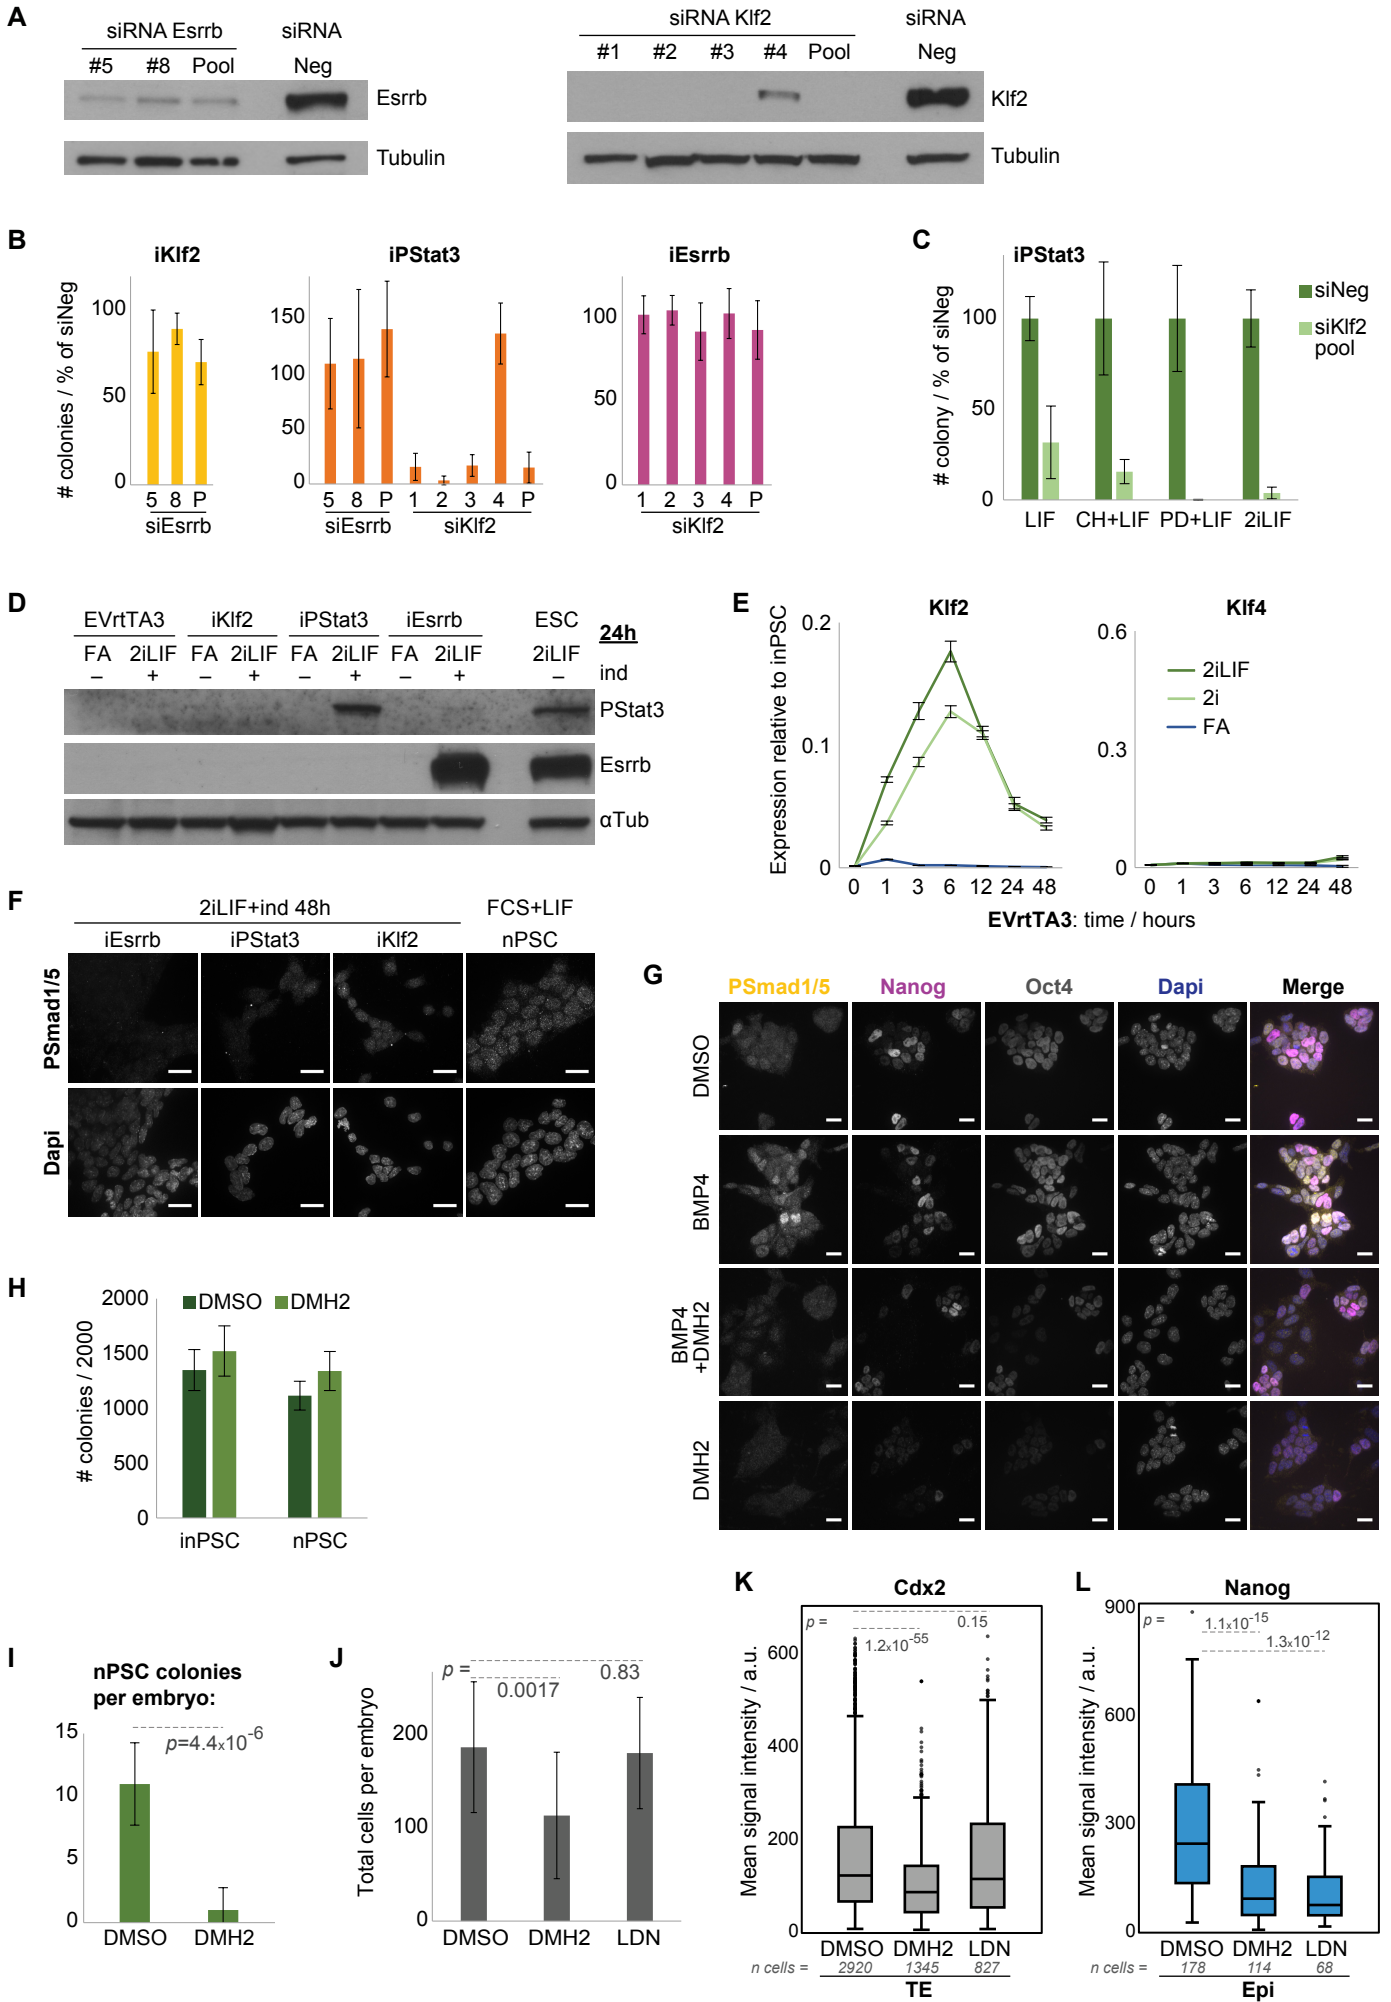 A
siRNA Esrrb
siRNA
#5 #8 Pool
Neg
Esrrb
Tubulin
siRNA Klf2
siRNA
#1 #2 #3 #4 Pool
Neg
Klf2
Tubulin
B
# colonies / % of siNeg
iKlf2
100
50
0
5 8 P
siEsrrb
iPStat3
150
100
50
0
5 8 P 1 2 3 4 P
siEsrrb siKlf2
iEsrrb
100
50
0
1 2 3 4 P
siKlf2
C
iPStat3
# colony / % of siNeg
100
50
0
LIF CH+LIF PD+LIF 2iLIF
siNeg
siKlf2
pool
D
EVrtTA3 iKlf2 iPStat3 iEsrrb ESC
24h
FA 2iLIF FA 2iLIF FA 2iLIF FA 2iLIF 2iLIF
– + – + – + – + – ind
PStat3
Esrrb
αTub
E
Expression relative to inPSC
Klf2
0.2
0.1
0
0 1 3 6 12 24 48
Klf4
0.6
0.3
0
2iLIF
2i
FA
0 1 3 6 12 24 48
EVrtTA3: time / hours
F
2iLIF+ind 48h
FCS+LIF
iEsrrb iPStat3 iKlf2 nPSC
PSmad1/5
Dapi
G
PSmad1/5 Nanog Oct4 Dapi Merge
DMSO
BMP4
BMP4
+DMH2
DMH2
H
# colonies / 2000
2000
1500
1000
500
0
DMSO DMH2
inPSC nPSC
I
nPSC colonies
per embryo:
15
10
5
0
p=4.4x10-6
DMSO DMH2
J
Total cells per embryo
200
100
0
p =
0.83
0.0017
DMSO DMH2 LDN
K
Cdx2
Mean signal intensity / a.u.
600
400
200
0
p =
0.15
1.2x10-55
DMSO DMH2 LDN
n cells = 2920 1345 827
TE
L
Nanog
Mean signal intensity / a.u.
900
600
300
0
p =
1.1x10-15
1.3x10-12
DMSO DMH2 LDN
n cells = 178 114 68
Epi